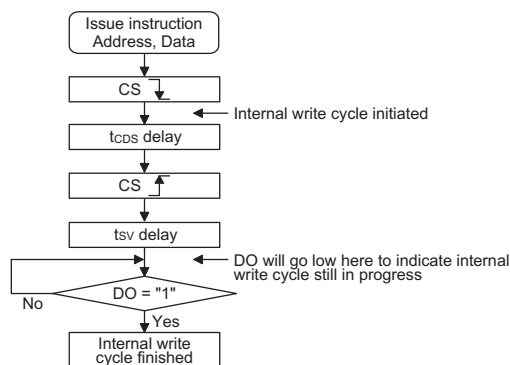 Issue instruction
Address, Data
CS
Internal write cycle initiated
tCDS delay
CS
tSV delay
DO will go low here to indicate internal
write cycle still in progress
DO = "1"
No
Yes
Internal write
cycle finished